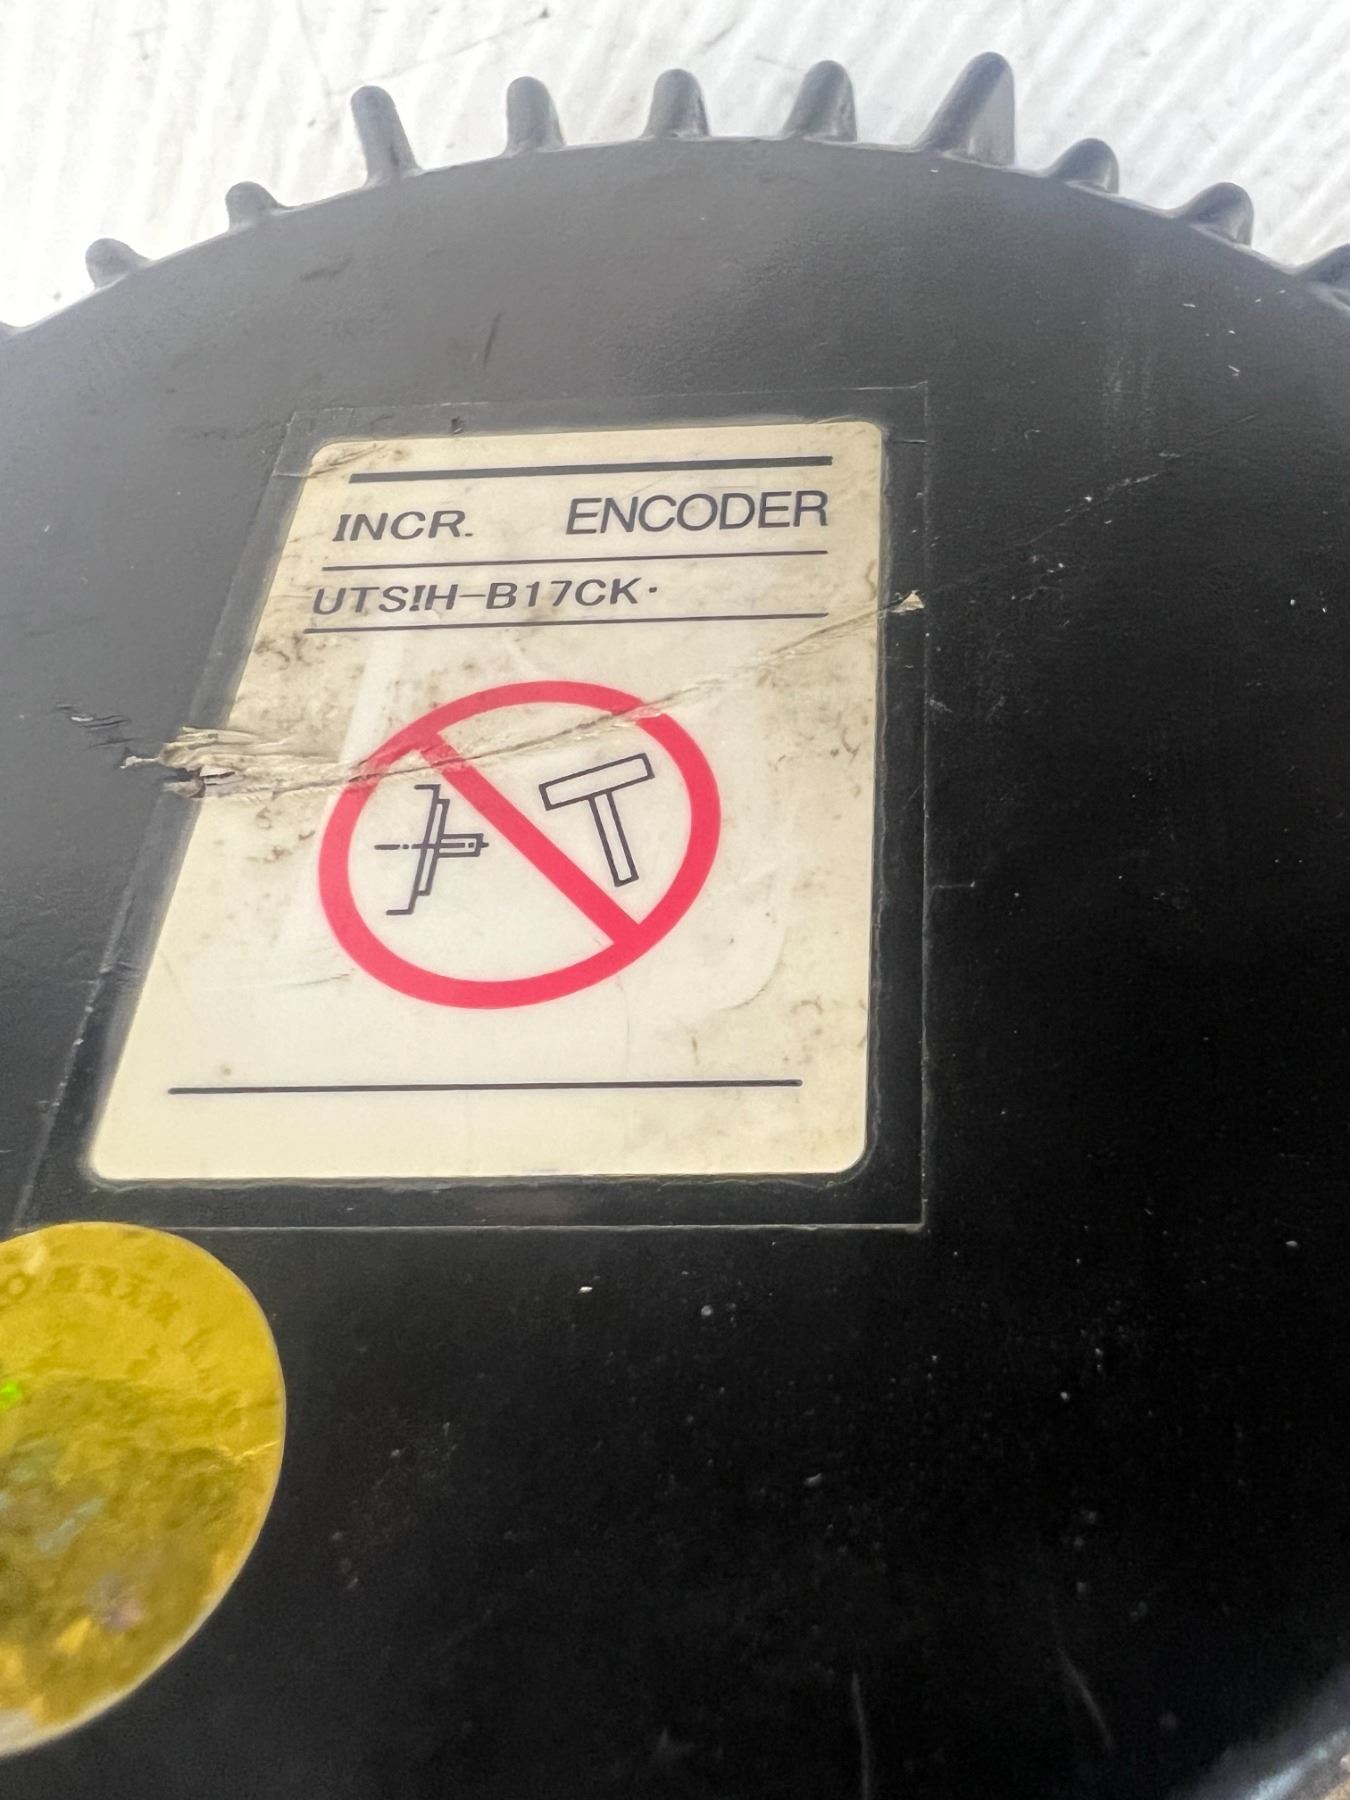 INCR. ENCODER
UTSIH-B17CK·